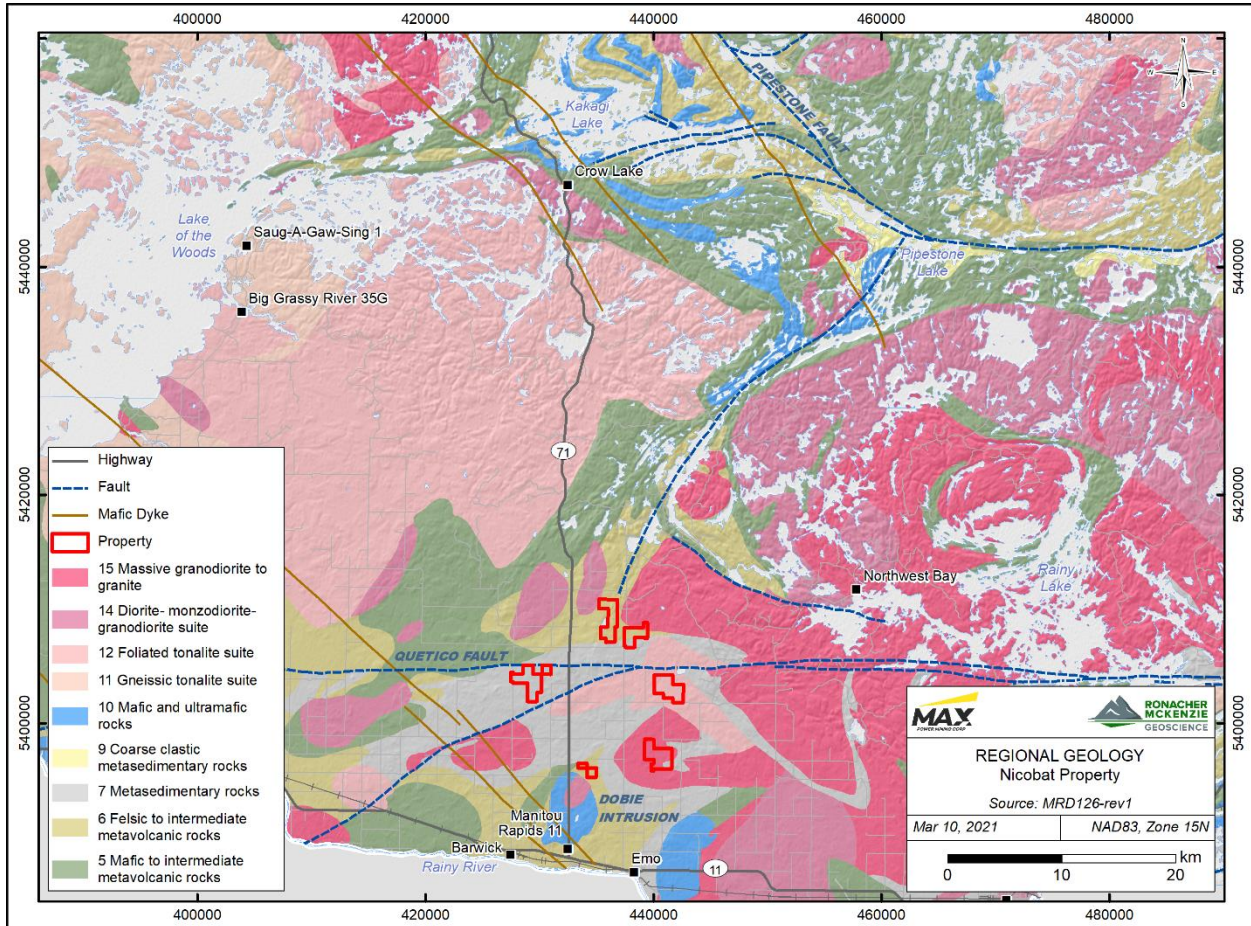 400000 420000 440000 460000 480000
PIPESTONE FAULT
N
W E
S
Kakagi
Lake
Crow Lake
Lake
of the
Woods
Saug-A-Gaw-Sing 1
Pipestone
Lake
5440000
5440000
Big Grassy River 35G
71
5420000
5420000
Northwest Bay
Rainy
Lake
QUETICO FAULT
5400000
5400000
DOBIE
INTRUSION
Manitou
Rapids 11
Barwick
Rainy River
Emo
11
Highway
Fault
Mafic Dyke
Property
15 Massive granodiorite to
granite
14 Diorite- monzodiorite-
granodiorite suite
12 Foliated tonalite suite
11 Gneissic tonalite suite
10 Mafic and ultramafic
rocks
9 Coarse clastic
metasedimentary rocks
7 Metasedimentary rocks
6 Felsic to intermediate
metavolcanic rocks
5 Mafic to intermediate
metavolcanic rocks
MAX
POWER MINING CORP
RONACHER
MCKENZIE
GEOSCIENCE
REGIONAL GEOLOGY
Nicobat Property
Source: MRD126-rev1
Mar 10, 2021 NAD83, Zone 15N
km
0 10 20
400000 420000 440000 460000 480000